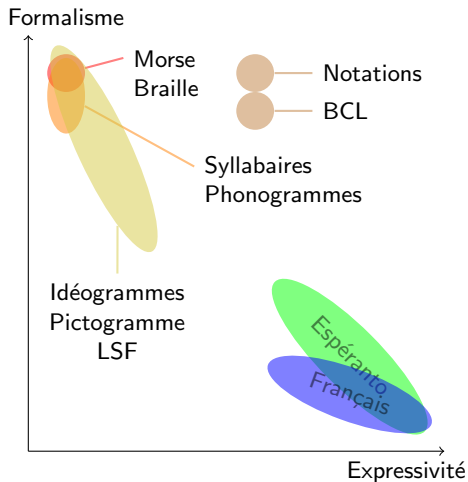 Formalisme
Morse
Braille
Notations
BCL
Syllabaires
Phonogrammes
Idéogrammes
Pictogramme
LSF
Espéranto
Français
Expressivité